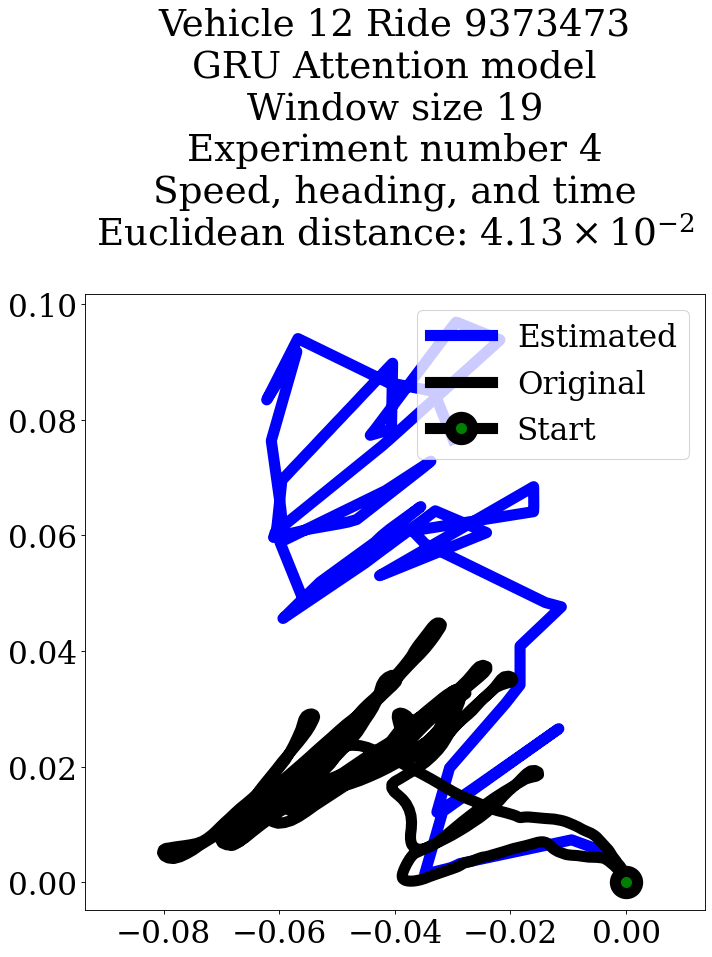 Vehicle 12 Ride 9373473
GRU Attention model
Window size 19
Experiment number 4
Speed, heading, and time
Euclidean distance: 4.13 × 10⁻²
0.10
0.08
0.06
0.04
0.02
0.00
Estimated
Original
Start
−0.08 −0.06 −0.04 −0.02 0.00